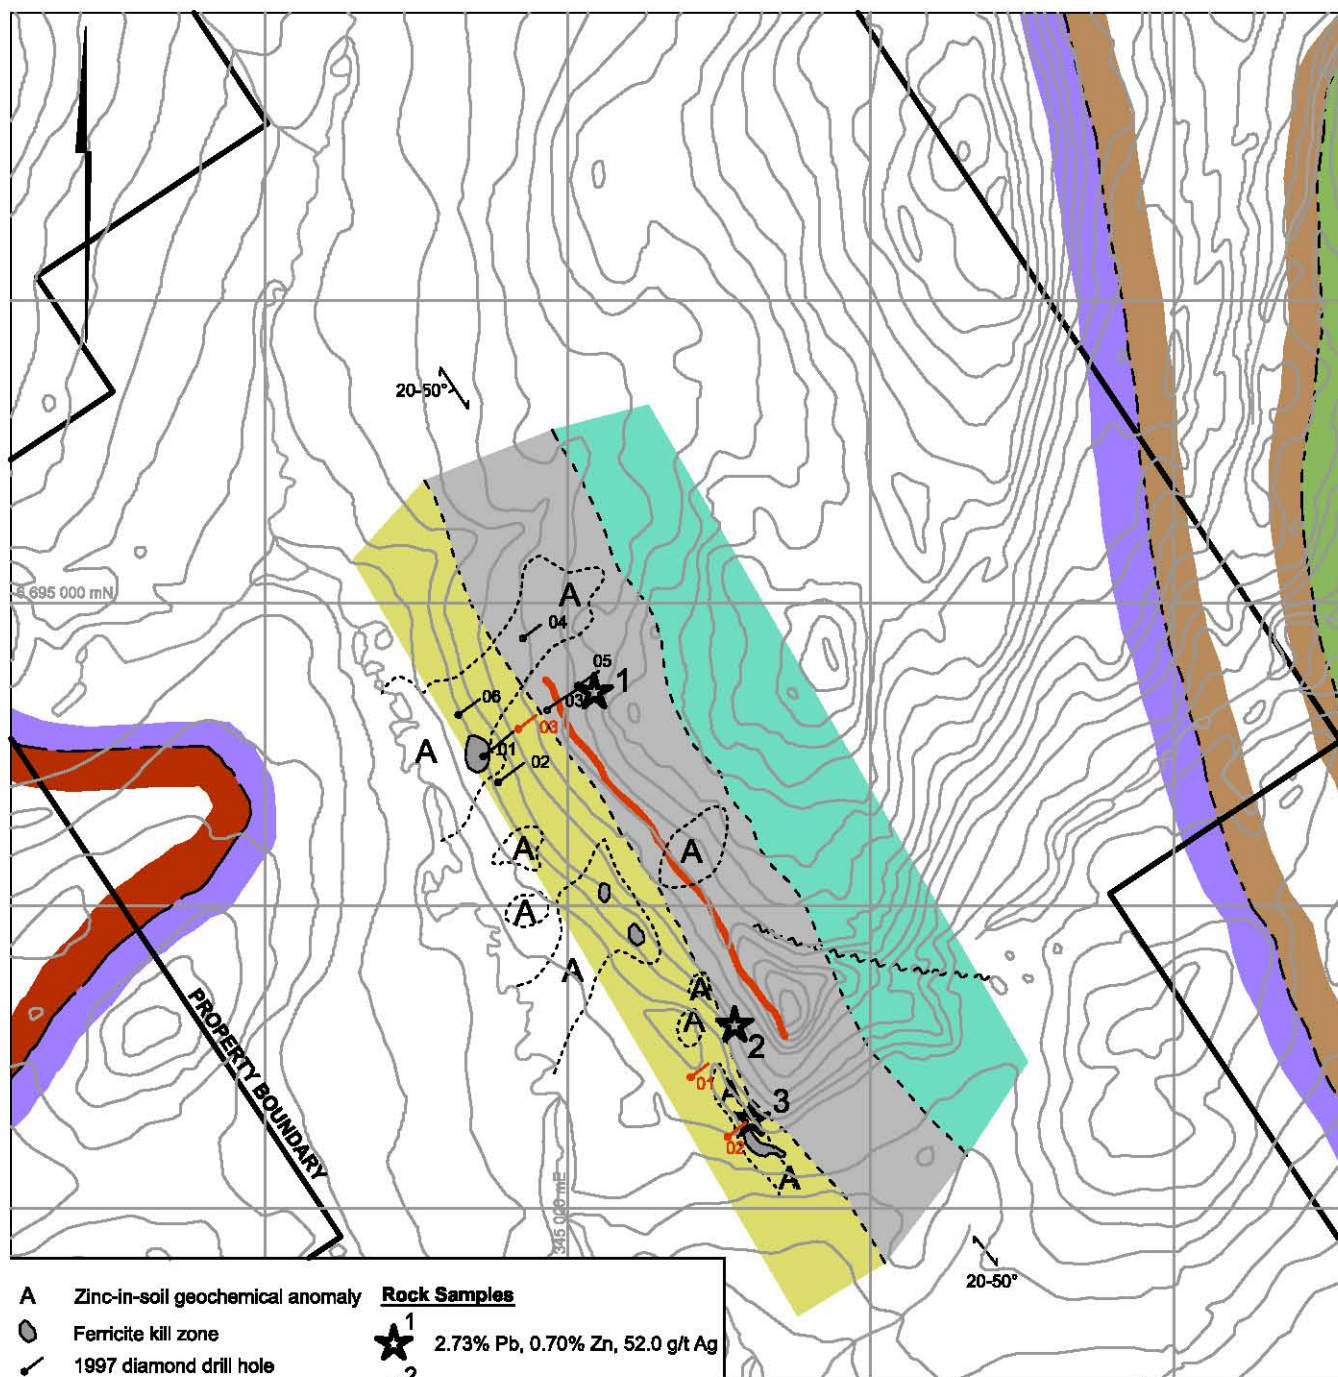 20-50°
6 695 000 mN
A
04
05
1
03
06
03
A
01
02
A
A
A
A
A
A
2
01
A
3
02
A
PROPERTY BOUNDARY
345 000 mE
20-50°
A Zinc-in-soil geochemical anomaly
Ferricite kill zone
1997 diamond drill hole
Rock Samples
1
2.73% Pb, 0.70% Zn, 52.0 g/t Ag
2